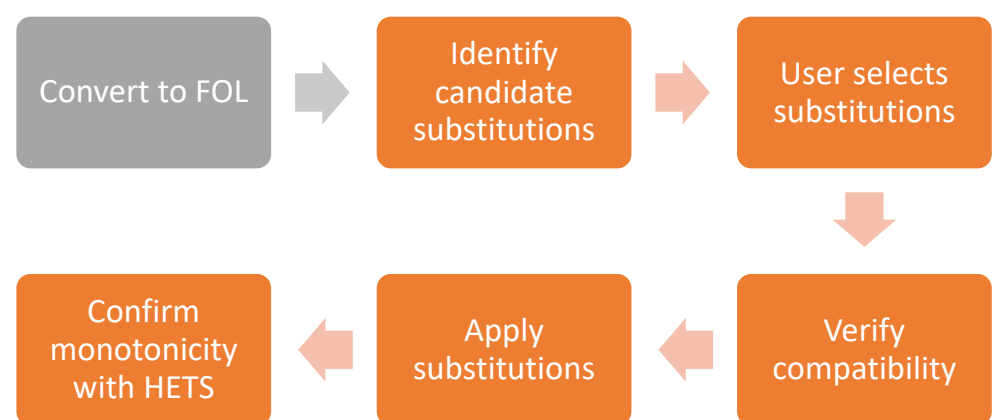 Convert to FOL
Identify
candidate
substitutions
User selects
substitutions
Verify
compatibility
Apply
substitutions
Confirm
monotonicity
with HETS